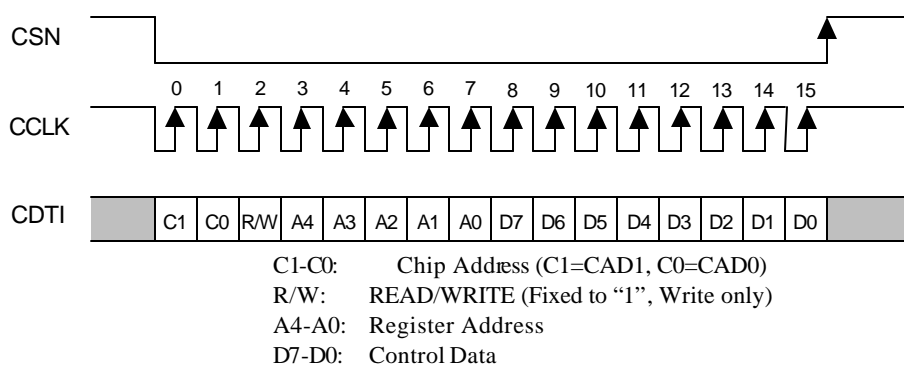 CSN
0 1 2 3 4 5 6 7 8 9 10 11 12 13 14 15
CCLK
CDTI C1 C0 R/W A4 A3 A2 A1 A0 D7 D6 D5 D4 D3 D2 D1 D0
C1-C0: Chip Address (C1=CAD1, C0=CAD0)
R/W: READ/WRITE (Fixed to “1”, Write only)
A4-A0: Register Address
D7-D0: Control Data